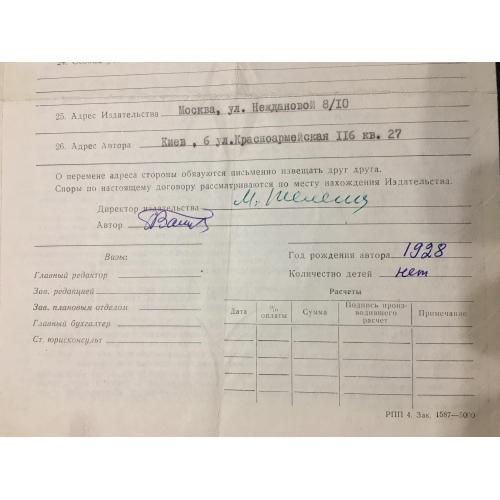 25. Адрес Издательства Москва, ул. Неждановой 8/10
26. Адрес Автора Киев , 6 ул.Красноармейская 116 кв. 27
О перемене адреса стороны обязуются письменно извещать друг друга.
Споры по настоящему договору рассматриваются по месту нахождения Издательства.
Директор издательства
Автор
Визы:
Год рождения автора 1928
Главный редактор
Количество детей нет
Зав. редакцией
Расчеты
Зав. плановым отделом
Главный бухгалтер
Ст. юрисконсульт
Дата
%% оплаты
Сумма
Подпись произ-
водившего
расчет
Примечание
РПП 4. Зак. 1587—5000